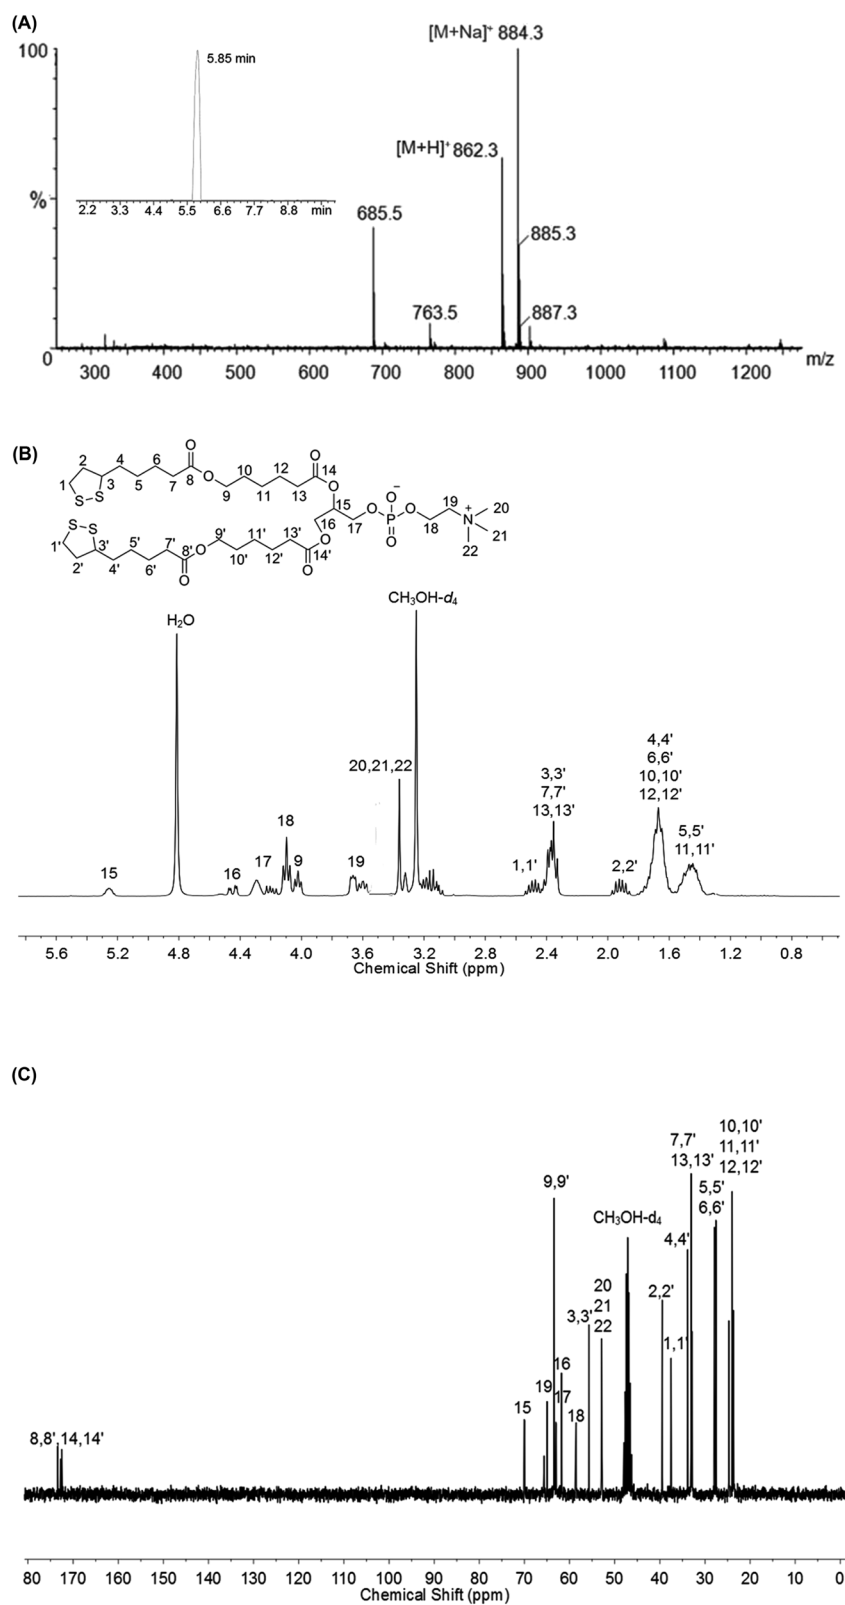 (A)
[M+Na]+ 884.3
100
5.85 min
[M+H]+ 862.3
%
2.2 3.3 4.4 5.5 6.6 7.7 8.8 min
685.5
885.3
763.5
887.3
0
300 400 500 600 700 800 900 1000 1100 1200 m/z
(B)
O
2 4 6 10 12 O 14
1 3 5 7 8 O 9 11 13 O
S S
15 O O- O 19 20
16 17 P 18 N+ 21
O O 22
S S
1' 3' 5' 7' O 9' 11' 13' O
2' 4' 6' 8' 10' 12' 14'
O O
CH3OH-d4
H2O
4,4'
6,6'
10,10'
12,12'
20,21,22
3,3'
7,7'
13,13'
5,5'
11,11'
18
15 16 17 9 19 1,1' 2,2'
5.6 5.2 4.8 4.4 4.0 3.6 3.2 2.8 2.4 2.0 1.6 1.2 0.8
Chemical Shift (ppm)
(C)
10,10'
11,11'
12,12'
7,7'
13,13'
9,9'
5,5'
6,6'
CH3OH-d4
4,4'
20
21
22
2,2'
3,3'
1,1'
16
19
17
15
18
8,8',14,14'
80 170 160 150 140 130 120 110 100 90 80 70 60 50 40 30 20 10 0
Chemical Shift (ppm)